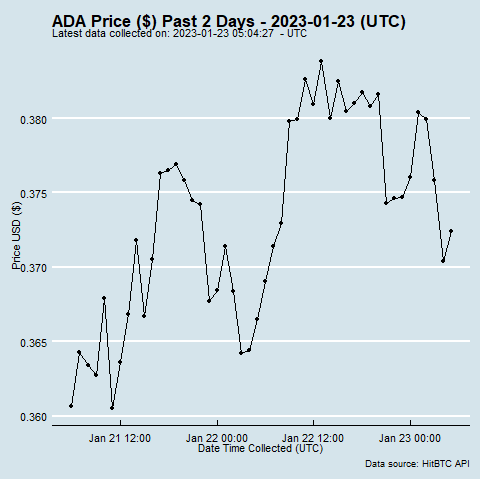 ADA Price ($) Past 2 Days - 2023-01-23 (UTC)
Latest data collected on: 2023-01-23 05:04:27  - UTC
0.380
0.375
0.370
0.365
0.360
Price USD ($)
Jan 21 12:00
Jan 22 00:00
Jan 22 12:00
Jan 23 00:00
Date Time Collected (UTC)
Data source: HitBTC API